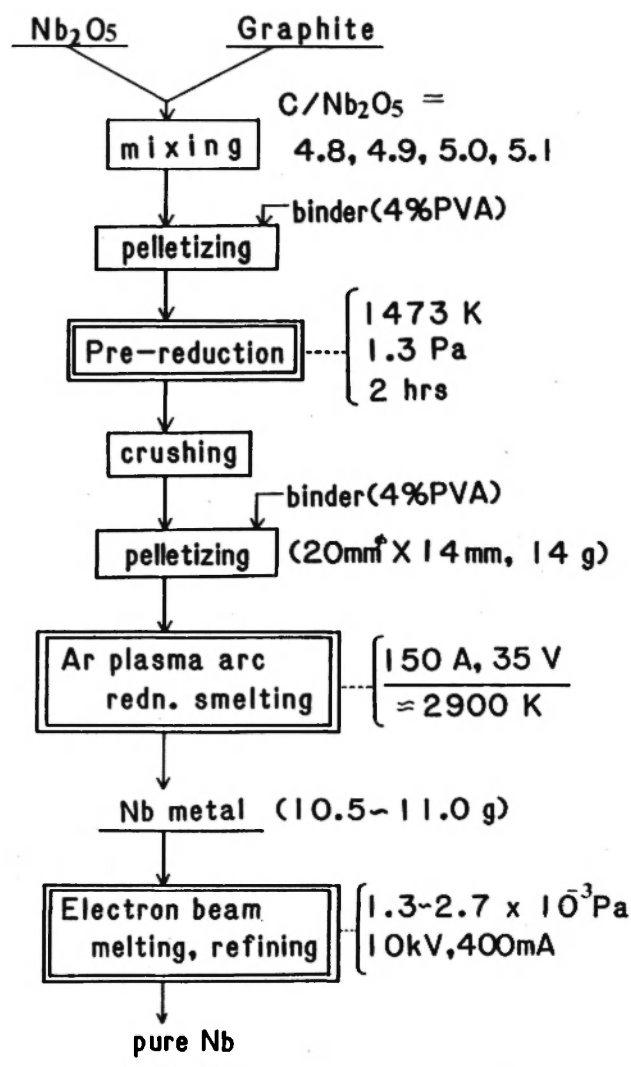 Nb₂O₅ Graphite
C/Nb₂O₅ =
mixing 4.8, 4.9, 5.0, 5.1
binder(4%PVA)
pelletizing
1473 K
Pre-reduction 1.3 Pa
2 hrs
crushing
binder(4%PVA)
pelletizing (20mmᶲ X 14mm, 14 g)
Ar plasma arc 150 A, 35 V
redn. smelting ≈ 2900 K
Nb metal (10.5~11.0 g)
Electron beam 1.3~2.7 x 10⁻³Pa
melting, refining 10kV,400mA
pure Nb